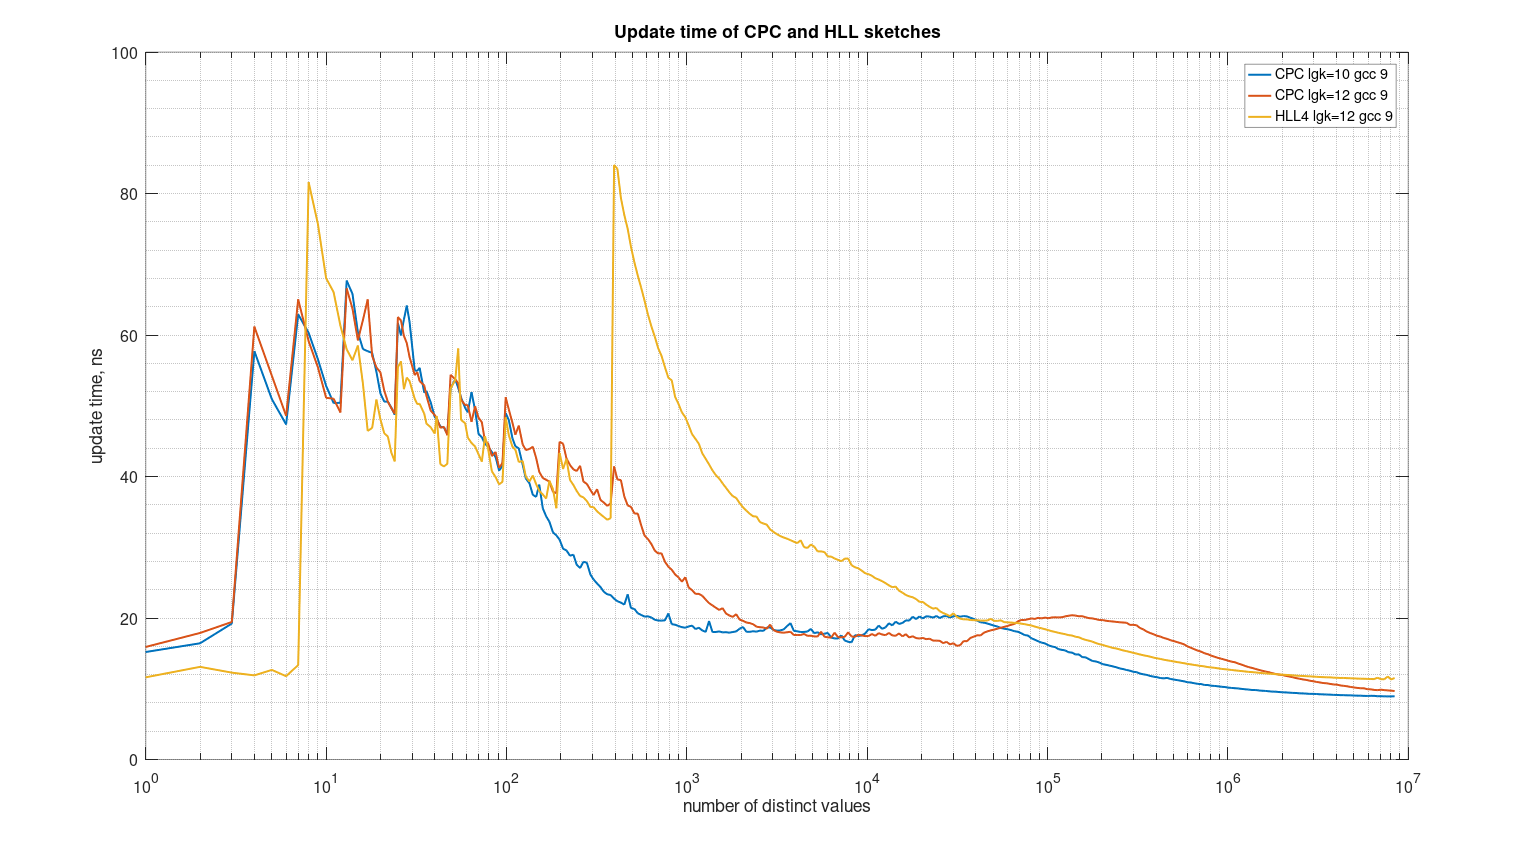 Update time of CPC and HLL sketches
CPC lgk=10 gcc 9
CPC lgk=12 gcc 9
HLL4 lgk=12 gcc 9
100
80
60
40
20
0
update time, ns
10^0 10^1 10^2 10^3 10^4 10^5 10^6 10^7
number of distinct values